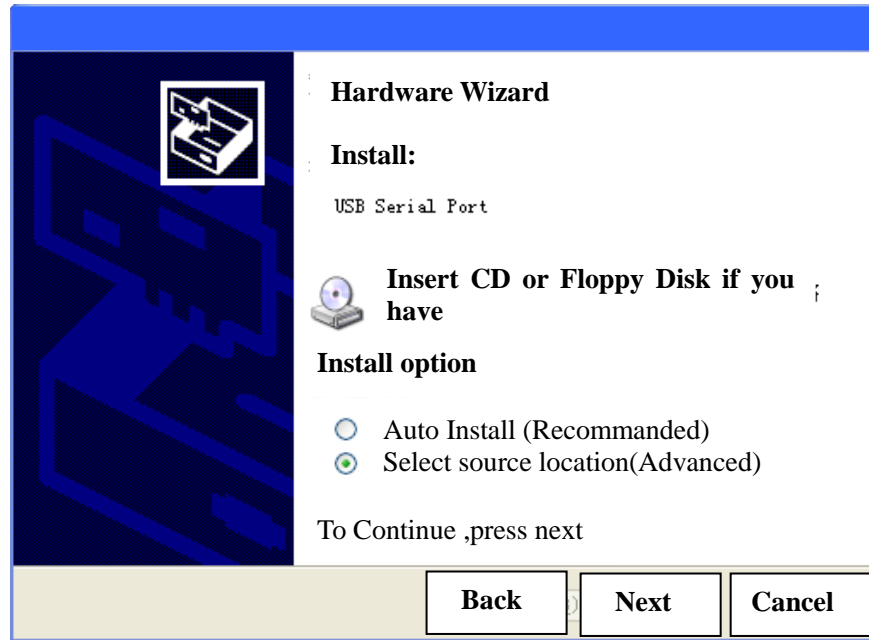 Hardware Wizard
Install:
USB Serial Port
Insert CD or Floppy Disk if you
have
Install option
Auto Install (Recommanded)
Select source location(Advanced)
To Continue ,press next
Back
Next
Cancel